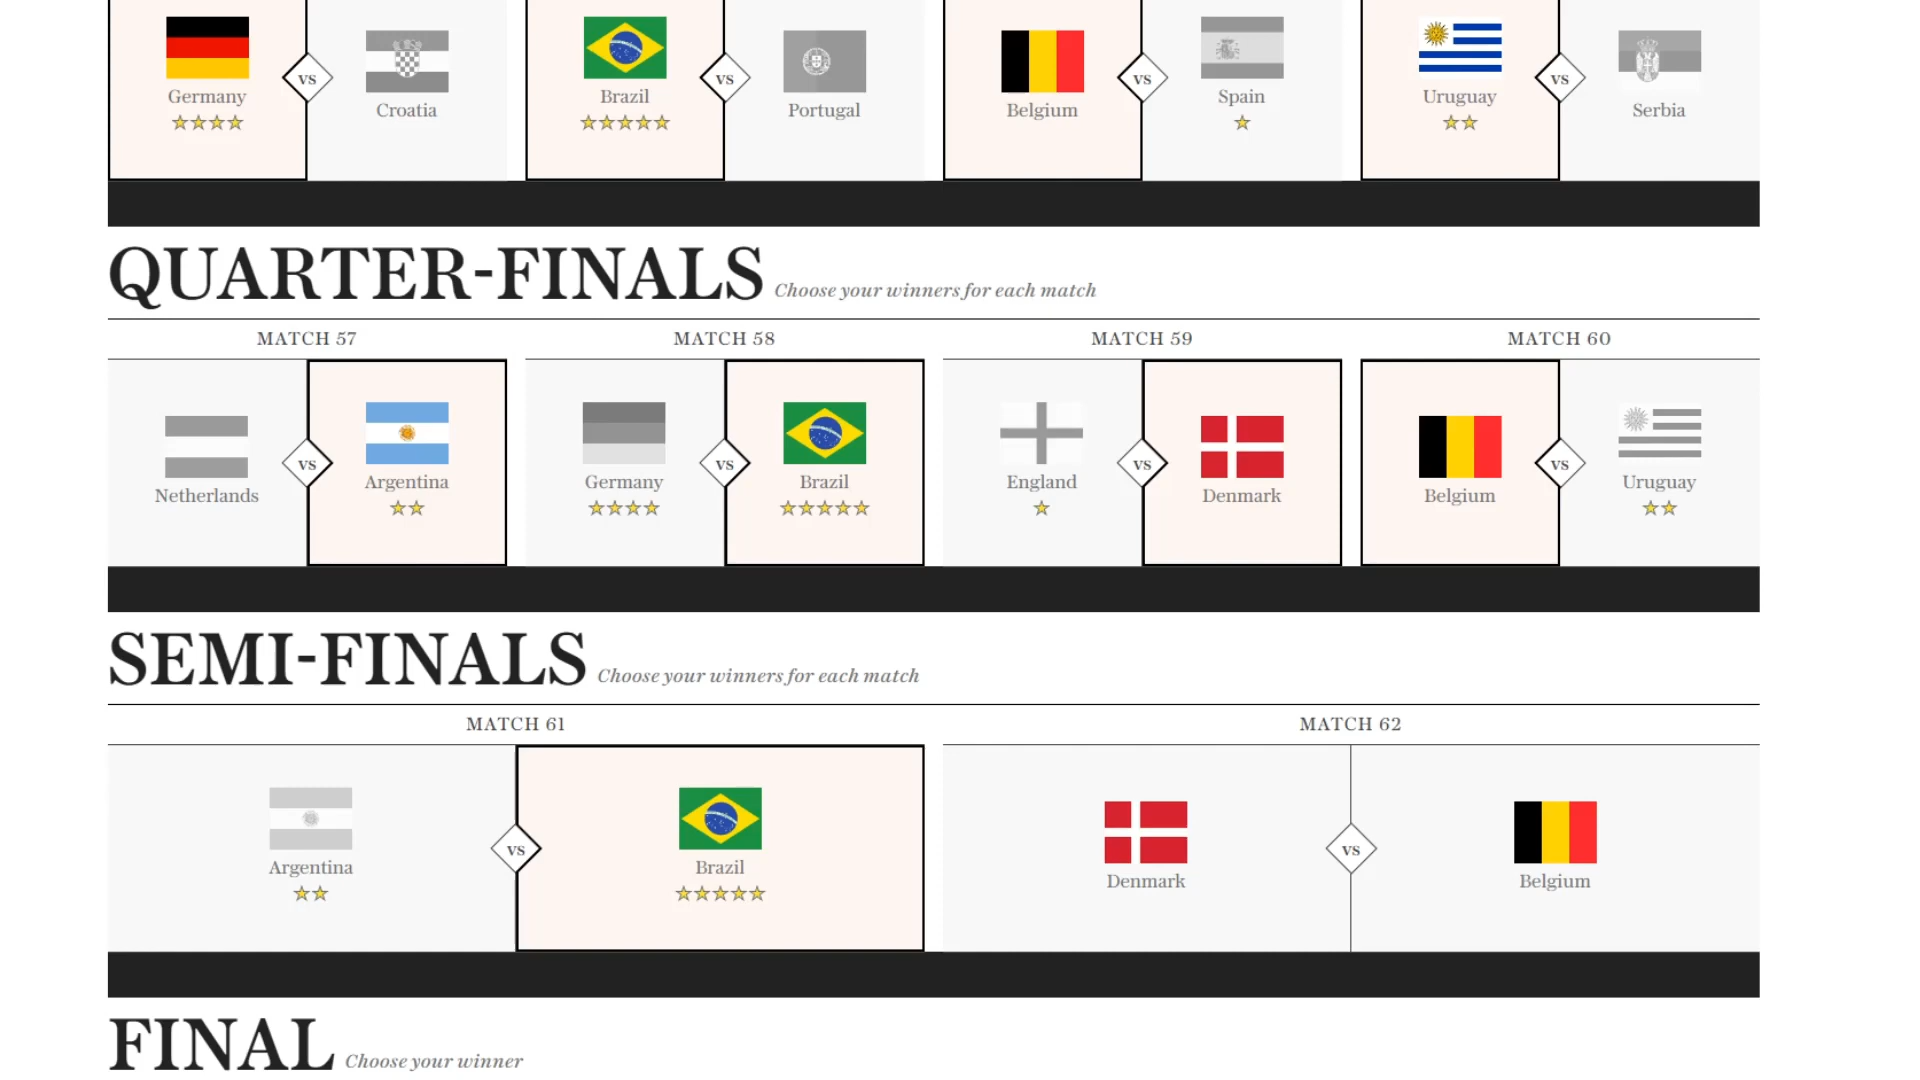 Germany VS Croatia Brazil VS Portugal Belgium VS Spain Uruguay VS Serbia
QUARTER-FINALS Choose your winners for each match
MATCH 57 MATCH 58 MATCH 59 MATCH 60
Netherlands VS Argentina Germany VS Brazil England VS Denmark Belgium VS Uruguay
SEMI-FINALS Choose your winners for each match
MATCH 61 MATCH 62
Argentina VS Brazil Denmark VS Belgium
FINAL Choose your winner